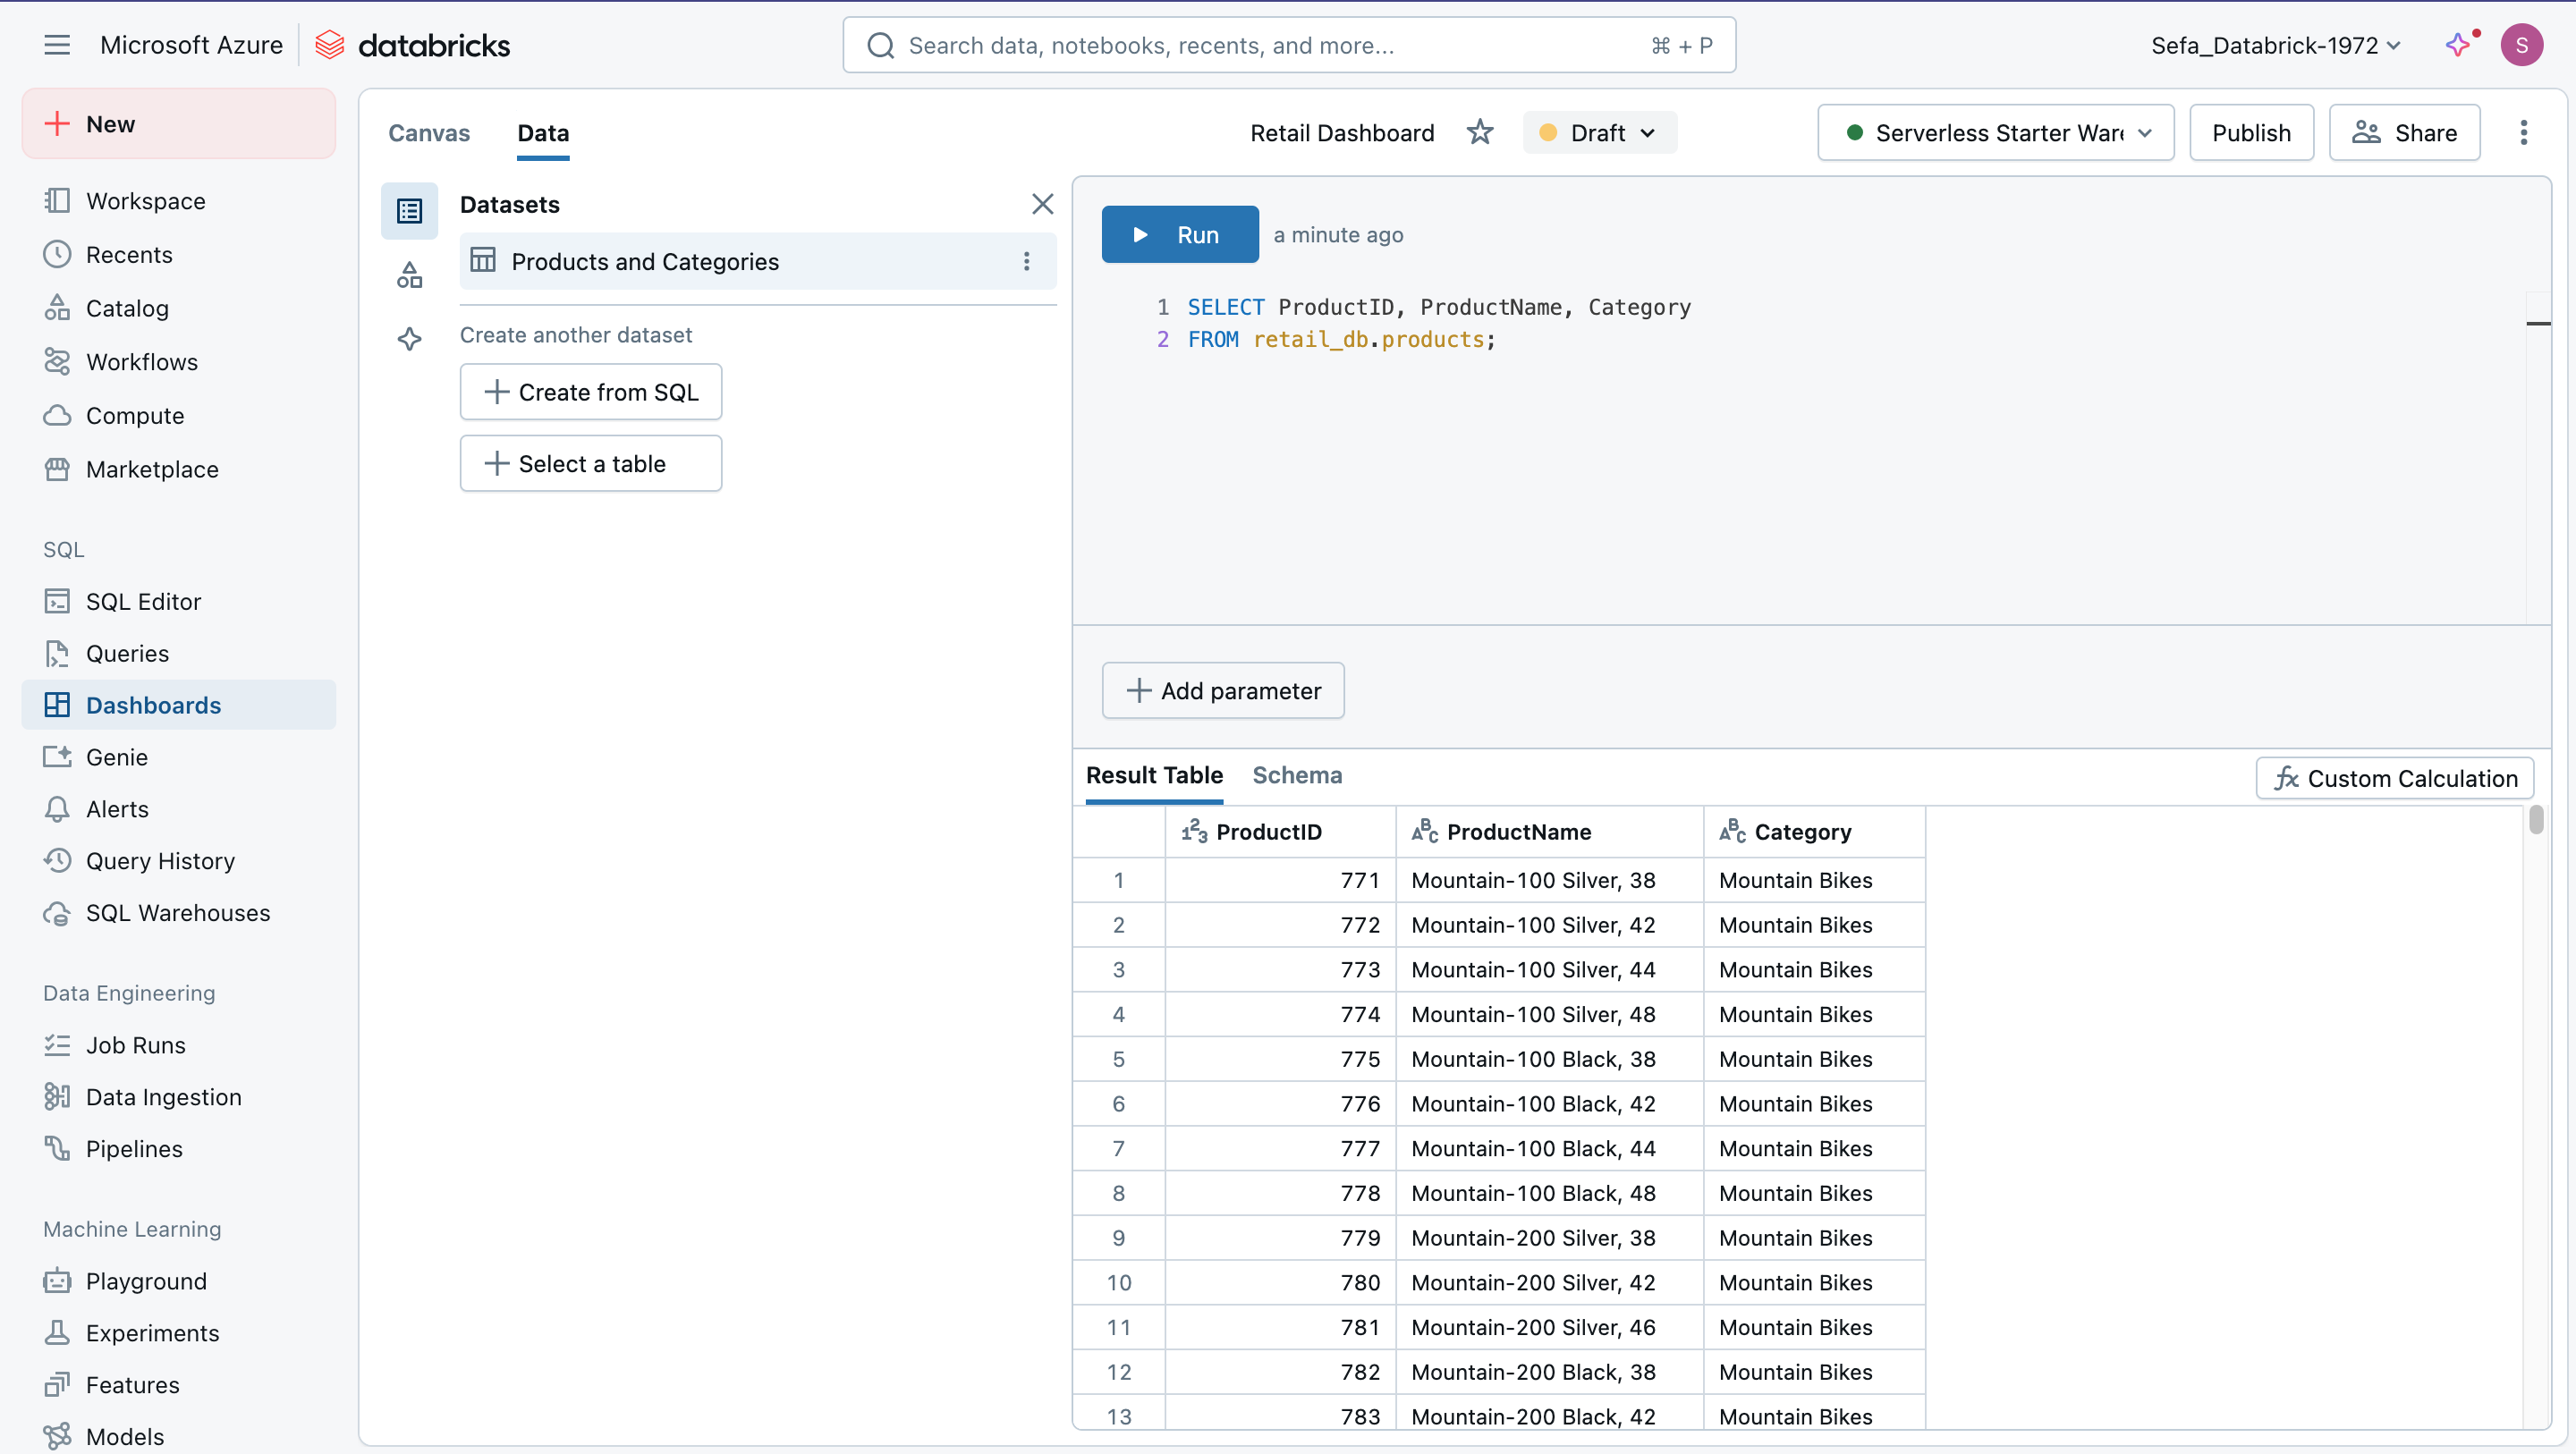 Microsoft Azure databricks
Search data, notebooks, recents, and more... ⌘ + P
Sefa_Databrick-1972
S
New
Workspace
Recents
Catalog
Workflows
Compute
Marketplace
SQL
SQL Editor
Queries
Dashboards
Genie
Alerts
Query History
SQL Warehouses
Data Engineering
Job Runs
Data Ingestion
Pipelines
Machine Learning
Playground
Experiments
Features
Models
Canvas Data
Retail Dashboard Draft
Serverless Starter War
Publish Share
Datasets
Products and Categories
Create another dataset
Create from SQL
Select a table
Run a minute ago
1 SELECT ProductID, ProductName, Category
2 FROM retail_db.products;
Add parameter
Result Table Schema
Custom Calculation
ProductID ProductName Category
1 771 Mountain-100 Silver, 38 Mountain Bikes
2 772 Mountain-100 Silver, 42 Mountain Bikes
3 773 Mountain-100 Silver, 44 Mountain Bikes
4 774 Mountain-100 Silver, 48 Mountain Bikes
5 775 Mountain-100 Black, 38 Mountain Bikes
6 776 Mountain-100 Black, 42 Mountain Bikes
7 777 Mountain-100 Black, 44 Mountain Bikes
8 778 Mountain-100 Black, 48 Mountain Bikes
9 779 Mountain-200 Silver, 38 Mountain Bikes
10 780 Mountain-200 Silver, 42 Mountain Bikes
11 781 Mountain-200 Silver, 46 Mountain Bikes
12 782 Mountain-200 Black, 38 Mountain Bikes
13 783 Mountain-200 Black, 42 Mountain Bikes